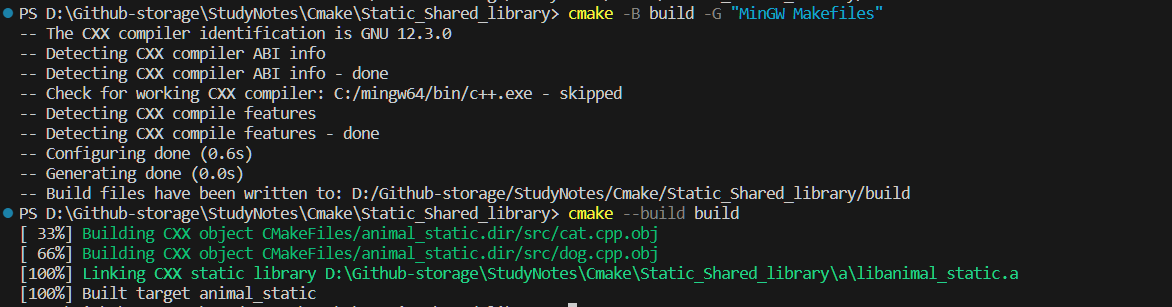 PS D:\Github-storage\StudyNotes\Cmake\Static_Shared_library> cmake -B build -G "MinGW Makefiles"
-- The CXX compiler identification is GNU 12.3.0
-- Detecting CXX compiler ABI info
-- Detecting CXX compiler ABI info - done
-- Check for working CXX compiler: C:/mingw64/bin/c++.exe - skipped
-- Detecting CXX compile features
-- Detecting CXX compile features - done
-- Configuring done (0.6s)
-- Generating done (0.0s)
-- Build files have been written to: D:/Github-storage/StudyNotes/Cmake/Static_Shared_library/build
PS D:\Github-storage\StudyNotes\Cmake\Static_Shared_library> cmake --build build
[ 33%] Building CXX object CMakeFiles/animal_static.dir/src/cat.cpp.obj
[ 66%] Building CXX object CMakeFiles/animal_static.dir/src/dog.cpp.obj
[100%] Linking CXX static library D:\Github-storage\StudyNotes\Cmake\Static_Shared_library\a\libanimal_static.a
[100%] Built target animal_static